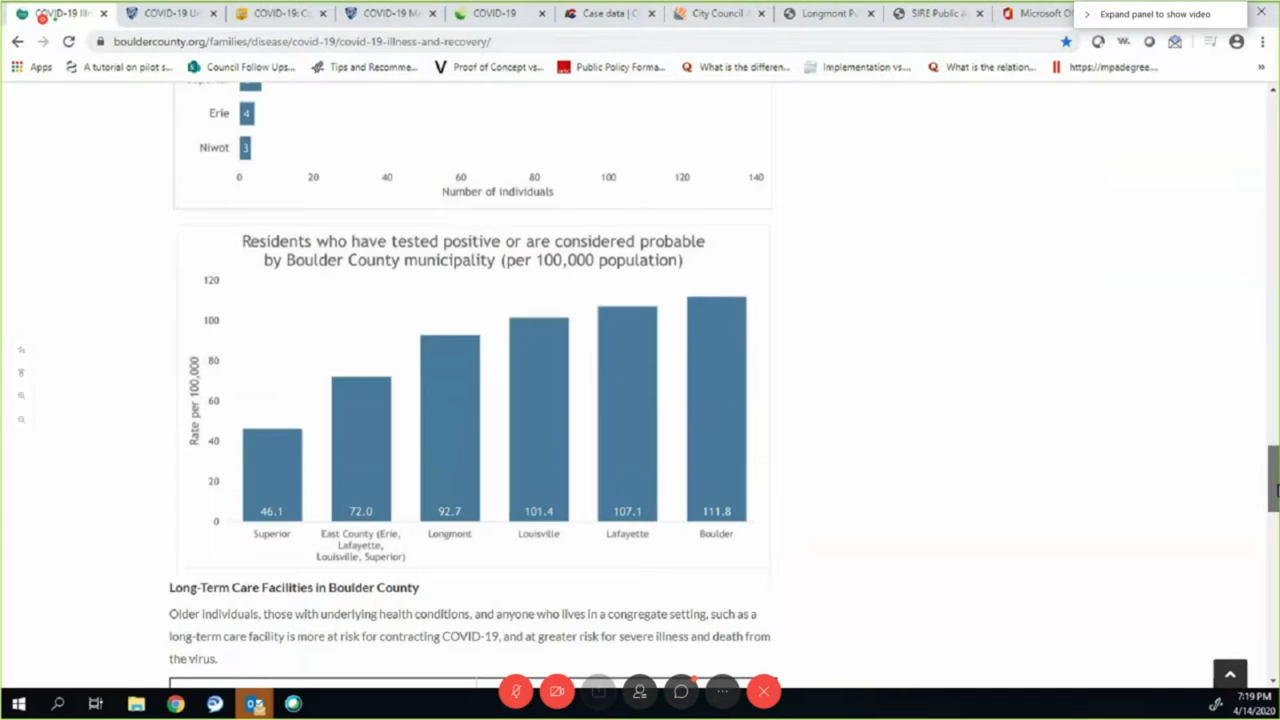 COVID-19 Ill
COVID-19 U
COVID-19: C
COVID-19 M
COVID-19
Case data | C
City Council
Longmont P
SIRE Public
Microsoft Of
Expand panel to show video
bouldercounty.org/families/disease/covid-19/covid-19-illness-and-recovery/
Apps
A tutorial on pilot s...
Council Follow Ups...
Tips and Recomme...
Proof of Concept vs...
Public Policy Forma...
What is the differen...
Implementation vs....
What is the relation...
https://mpadegree....
Erie 4
Niwot 3
0 20 40 60 80 100 120 140
Number of individuals
Residents who have tested positive or are considered probable
by Boulder County municipality (per 100,000 population)
120
100
80
60
40
20
0
Rate per 100,000
46.1 72.0 92.7 101.4 107.1 111.8
Superior
East County (Erie,
Lafayette,
Louisville, Superior)
Longmont
Louisville
Lafayette
Boulder
Long-Term Care Facilities in Boulder County
Older individuals, those with underlying health conditions, and anyone who lives in a congregate setting, such as a
long-term care facility is more at risk for contracting COVID-19, and at greater risk for severe illness and death from
the virus.
7:19 PM
4/14/2020